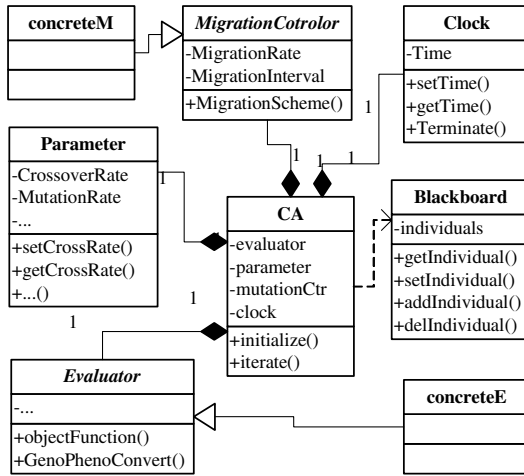 concreteM
MigrationCotrolor
-MigrationRate
-MigrationInterval
+MigrationScheme()
Clock
-Time
+setTime()
+getTime()
+Terminate()
1
1
1
1
Parameter
-CrossoverRate
-MutationRate
-...
+setCrossRate()
+getCrossRate()
+...()
1
CA
-evaluator
-parameter
-mutationCtr
-clock
+initialize()
+iterate()
Blackboard
-individuals
+getIndividual()
+setIndividual()
+addIndividual()
+delIndividual()
1
1
Evaluator
-...
+objectFunction()
+GenoPhenoConvert()
concreteE